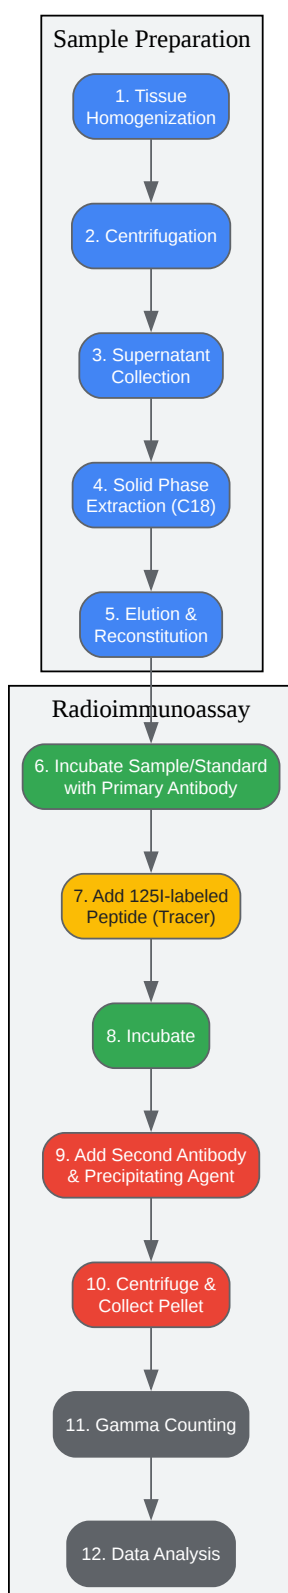 Sample Preparation
1. Tissue
Homogenization
2. Centrifugation
3. Supernatant
Collection
4. Solid Phase
Extraction (C18)
5. Elution &
Reconstitution
Radioimmunoassay
6. Incubate Sample/Standard
with Primary Antibody
7. Add 125I-labeled
Peptide (Tracer)
8. Incubate
9. Add Second Antibody
& Precipitating Agent
10. Centrifuge &
Collect Pellet
11. Gamma Counting
12. Data Analysis